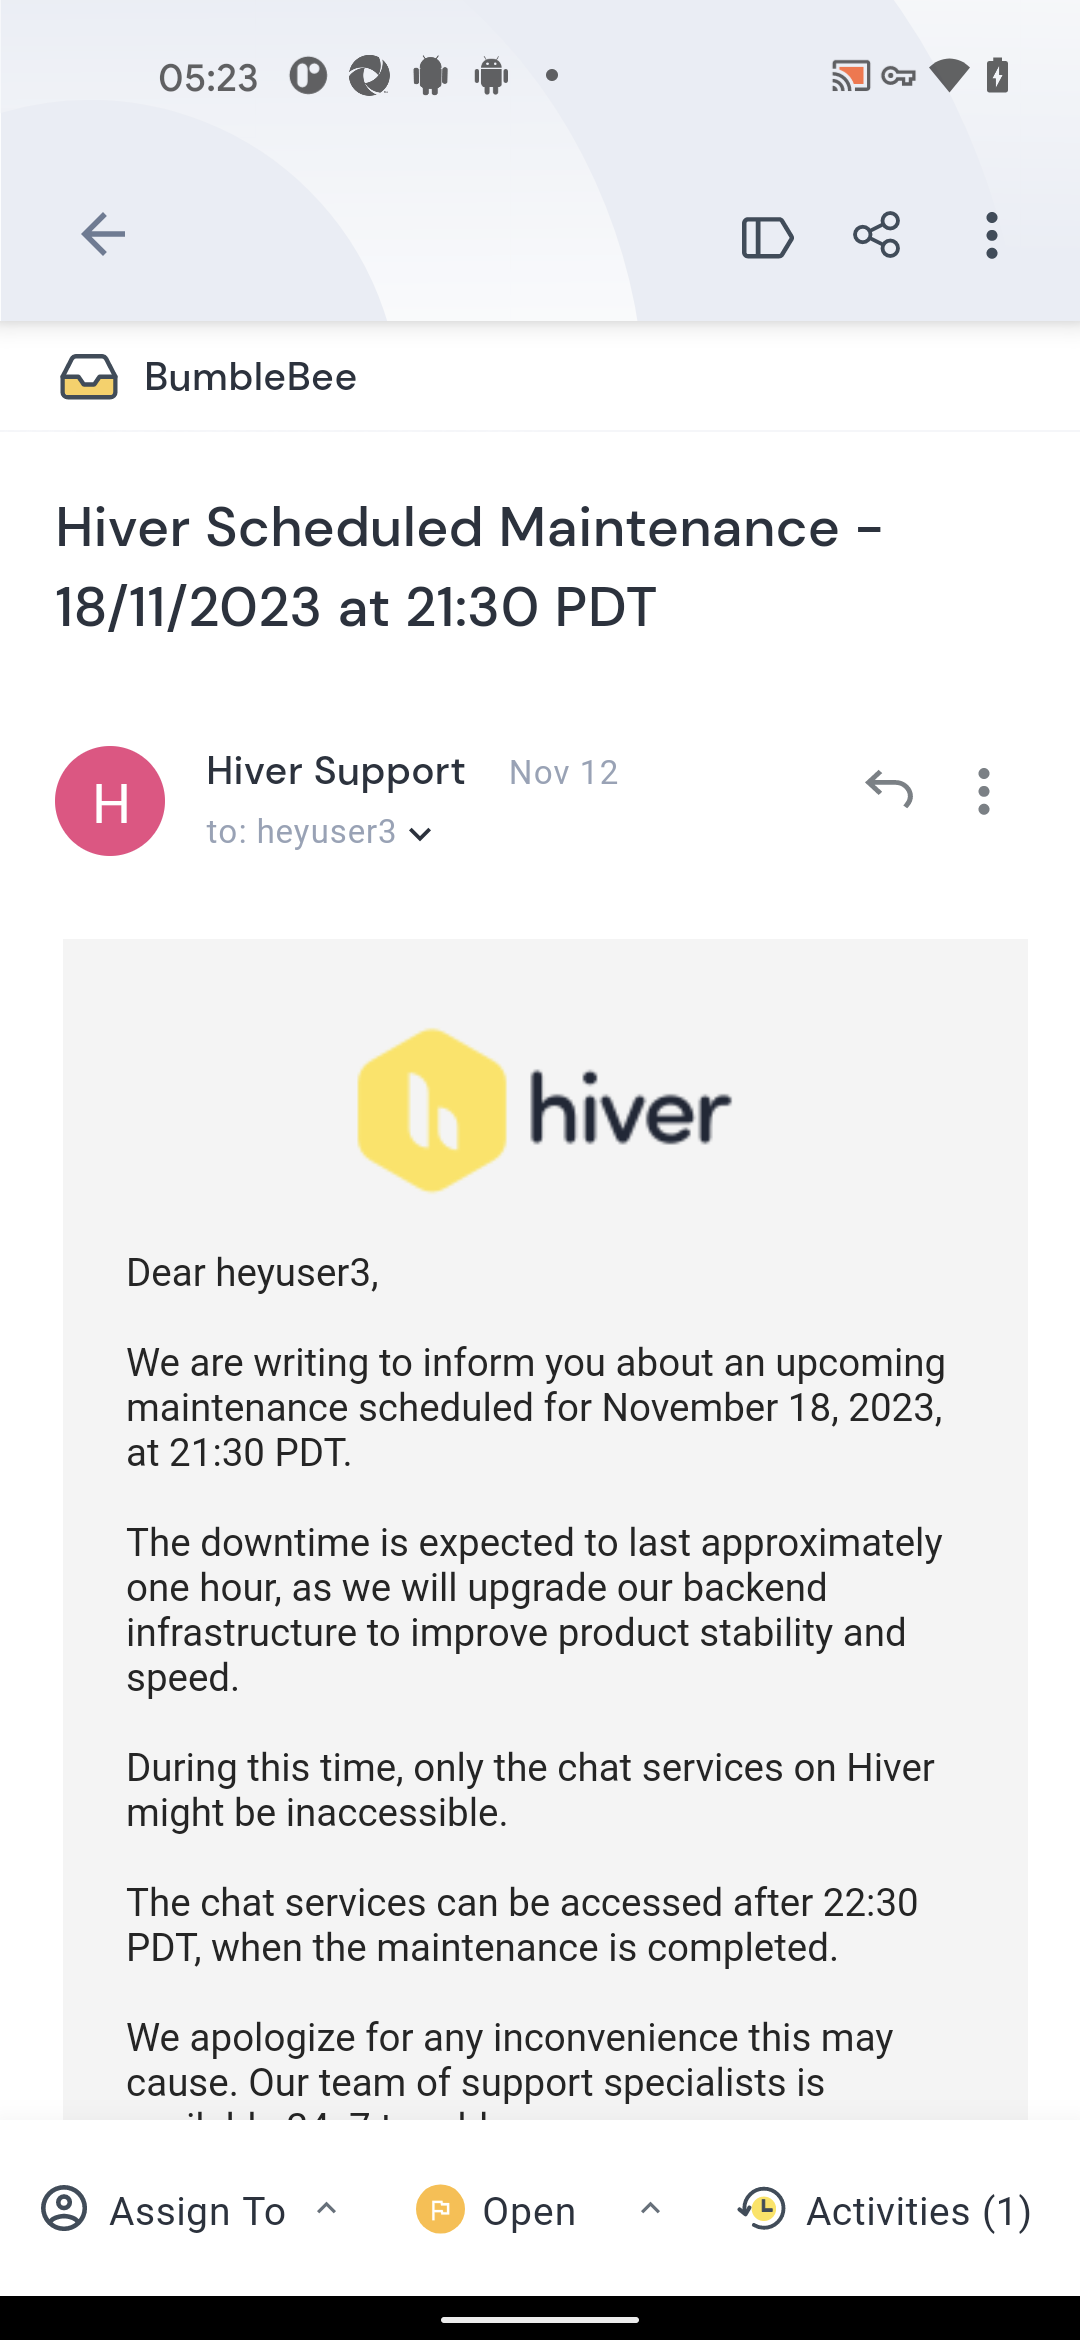 05:23
BumbleBee
Hiver Scheduled Maintenance -
18/11/2023 at 21:30 PDT
H
Hiver Support Nov 12
to: heyuser3
hiver
Dear heyuser3,
We are writing to inform you about an upcoming
maintenance scheduled for November 18, 2023,
at 21:30 PDT.
The downtime is expected to last approximately
one hour, as we will upgrade our backend
infrastructure to improve product stability and
speed.
During this time, only the chat services on Hiver
might be inaccessible.
The chat services can be accessed after 22:30
PDT, when the maintenance is completed.
We apologize for any inconvenience this may
cause. Our team of support specialists is
Assign To Open Activities (1)